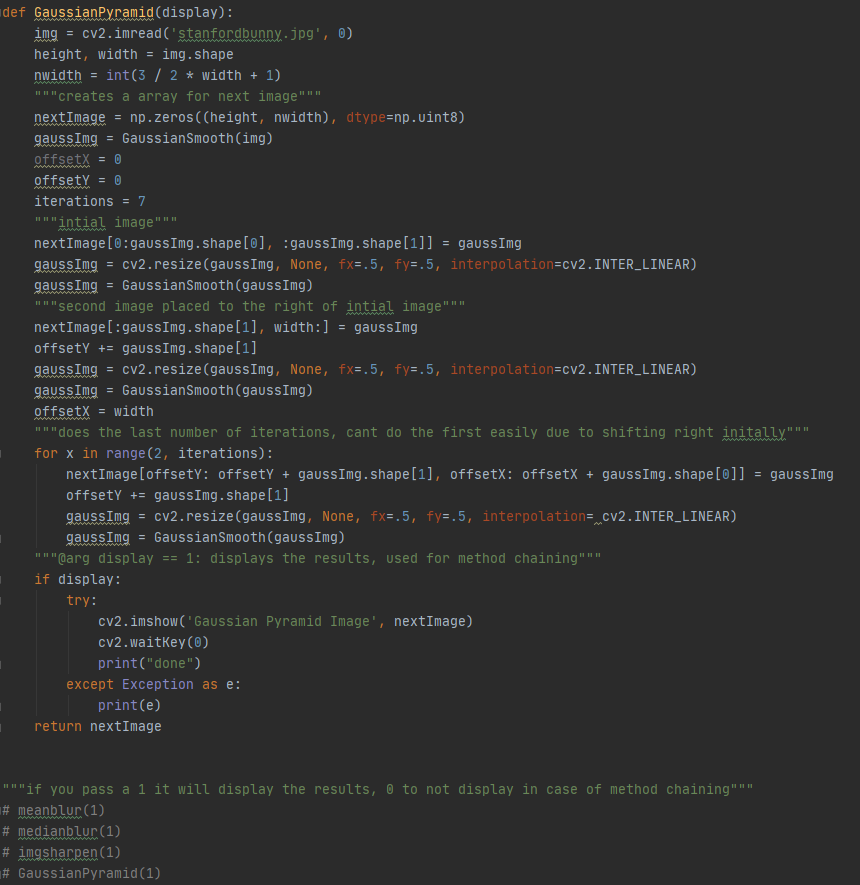 def GaussianPyramid(display):
    img = cv2.imread('stanfordbunny.jpg', 0)
    height, width = img.shape
    nwidth = int(3 / 2 * width + 1)
    """creates a array for next image"""
    nextImage = np.zeros((height, nwidth), dtype=np.uint8)
    gaussImg = GaussianSmooth(img)
    offsetX = 0
    offsetY = 0
    iterations = 7
    """intial image"""
    nextImage[0:gaussImg.shape[0], :gaussImg.shape[1]] = gaussImg
    gaussImg = cv2.resize(gaussImg, None, fx=.5, fy=.5, interpolation=cv2.INTER_LINEAR)
    gaussImg = GaussianSmooth(gaussImg)
    """second image placed to the right of intial image"""
    nextImage[:gaussImg.shape[1], width:] = gaussImg
    offsetY += gaussImg.shape[1]
    gaussImg = cv2.resize(gaussImg, None, fx=.5, fy=.5, interpolation=cv2.INTER_LINEAR)
    gaussImg = GaussianSmooth(gaussImg)
    offsetX = width
    """does the last number of iterations, cant do the first easily due to shifting right initally"""
    for x in range(2, iterations):
        nextImage[offsetY: offsetY + gaussImg.shape[1], offsetX: offsetX + gaussImg.shape[0]] = gaussImg
        offsetY += gaussImg.shape[1]
        gaussImg = cv2.resize(gaussImg, None, fx=.5, fy=.5, interpolation= cv2.INTER_LINEAR)
        gaussImg = GaussianSmooth(gaussImg)
    """@arg display == 1: displays the results, used for method chaining"""
    if display:
        try:
            cv2.imshow('Gaussian Pyramid Image', nextImage)
            cv2.waitKey(0)
            print("done")
        except Exception as e:
            print(e)
    return nextImage
"""if you pass a 1 it will display the results, 0 to not display in case of method chaining"""
# meanblur(1)
# medianblur(1)
# imgsharpen(1)
# GaussianPyramid(1)